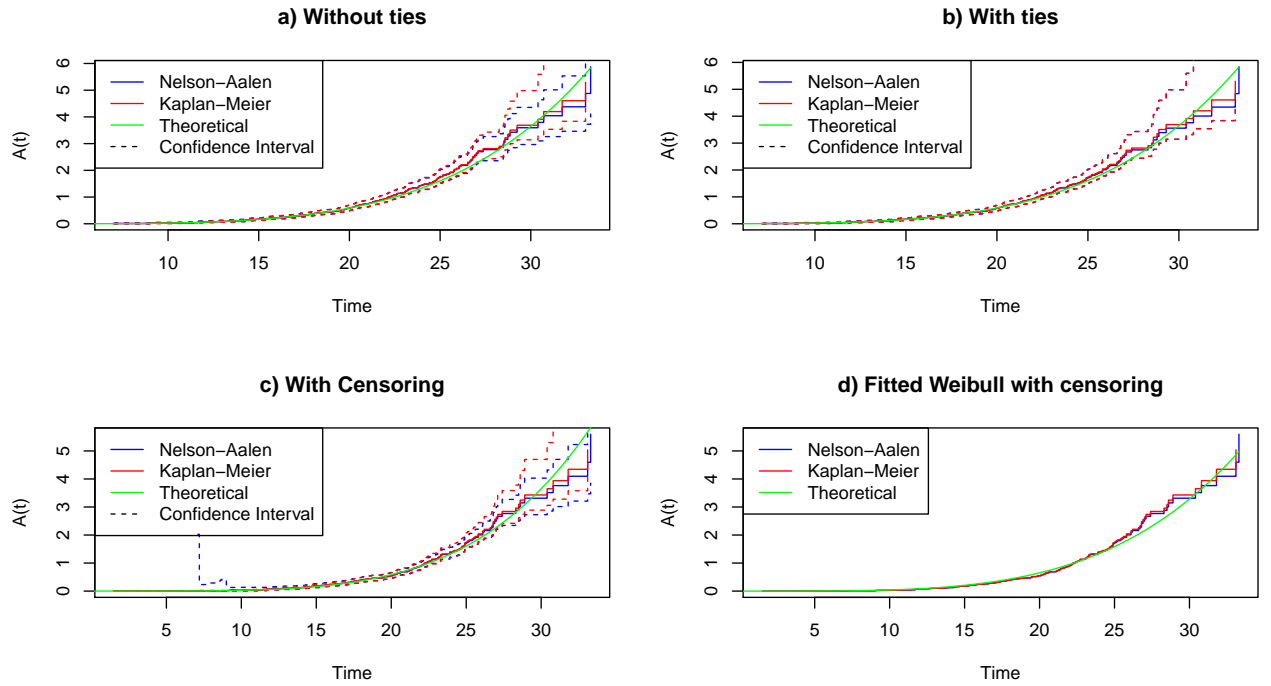 a) Without ties
A(t)
0 1 2 3 4 5 6
Nelson−Aalen
Kaplan−Meier
Theoretical
Confidence Interval
10 15 20 25 30
Time
b) With ties
A(t)
0 1 2 3 4 5 6
Nelson−Aalen
Kaplan−Meier
Theoretical
Confidence Interval
10 15 20 25 30
Time
c) With Censoring
A(t)
0 1 2 3 4 5
Nelson−Aalen
Kaplan−Meier
Theoretical
Confidence Interval
5 10 15 20 25 30
Time
d) Fitted Weibull with censoring
A(t)
0 1 2 3 4 5
Nelson−Aalen
Kaplan−Meier
Theoretical
5 10 15 20 25 30
Time